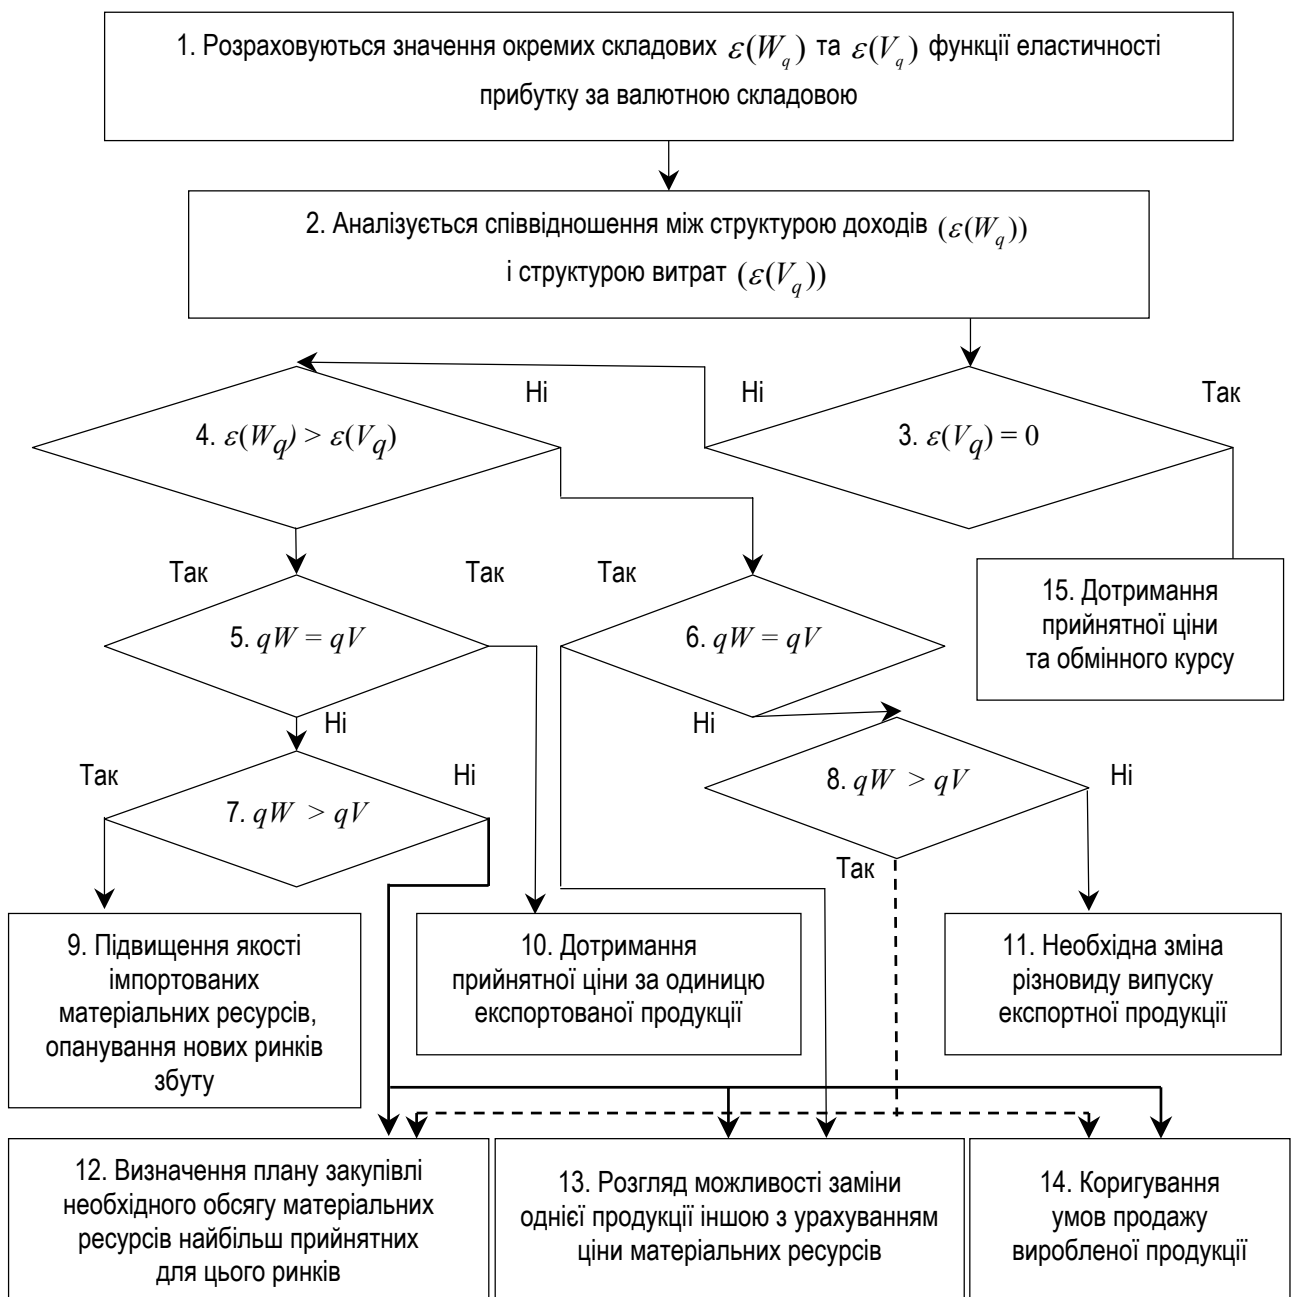 1. Розраховуються значення окремих складових ε(W_q) та ε(V_q) функції еластичності
прибутку за валютною складовою
2. Аналізується співвідношення між структурою доходів (ε(W_q))
і структурою витрат (ε(V_q))
Ні
Ні
Так
4. ε(W_q) > ε(V_q)
3. ε(V_q) = 0
Так
Так
Так
5. qW = qV
6. qW = qV
15. Дотримання
прийнятної ціни
та обмінного курсу
Ні
Ні
Так
Ні
7. qW > qV
8. qW > qV
Ні
Так
9. Підвищення якості
імпортованих
матеріальних ресурсів,
опанування нових ринків
збуту
10. Дотримання
прийнятної ціни за одиницю
експортованої продукції
11. Необхідна зміна
різновиду випуску
експортної продукції
12. Визначення плану закупівлі
необхідного обсягу матеріальних
ресурсів найбільш прийнятних
для цього ринків
13. Розгляд можливості заміни
однієї продукції іншою з урахуванням
ціни матеріальних ресурсів
14. Коригування
умов продажу
виробленої продукції